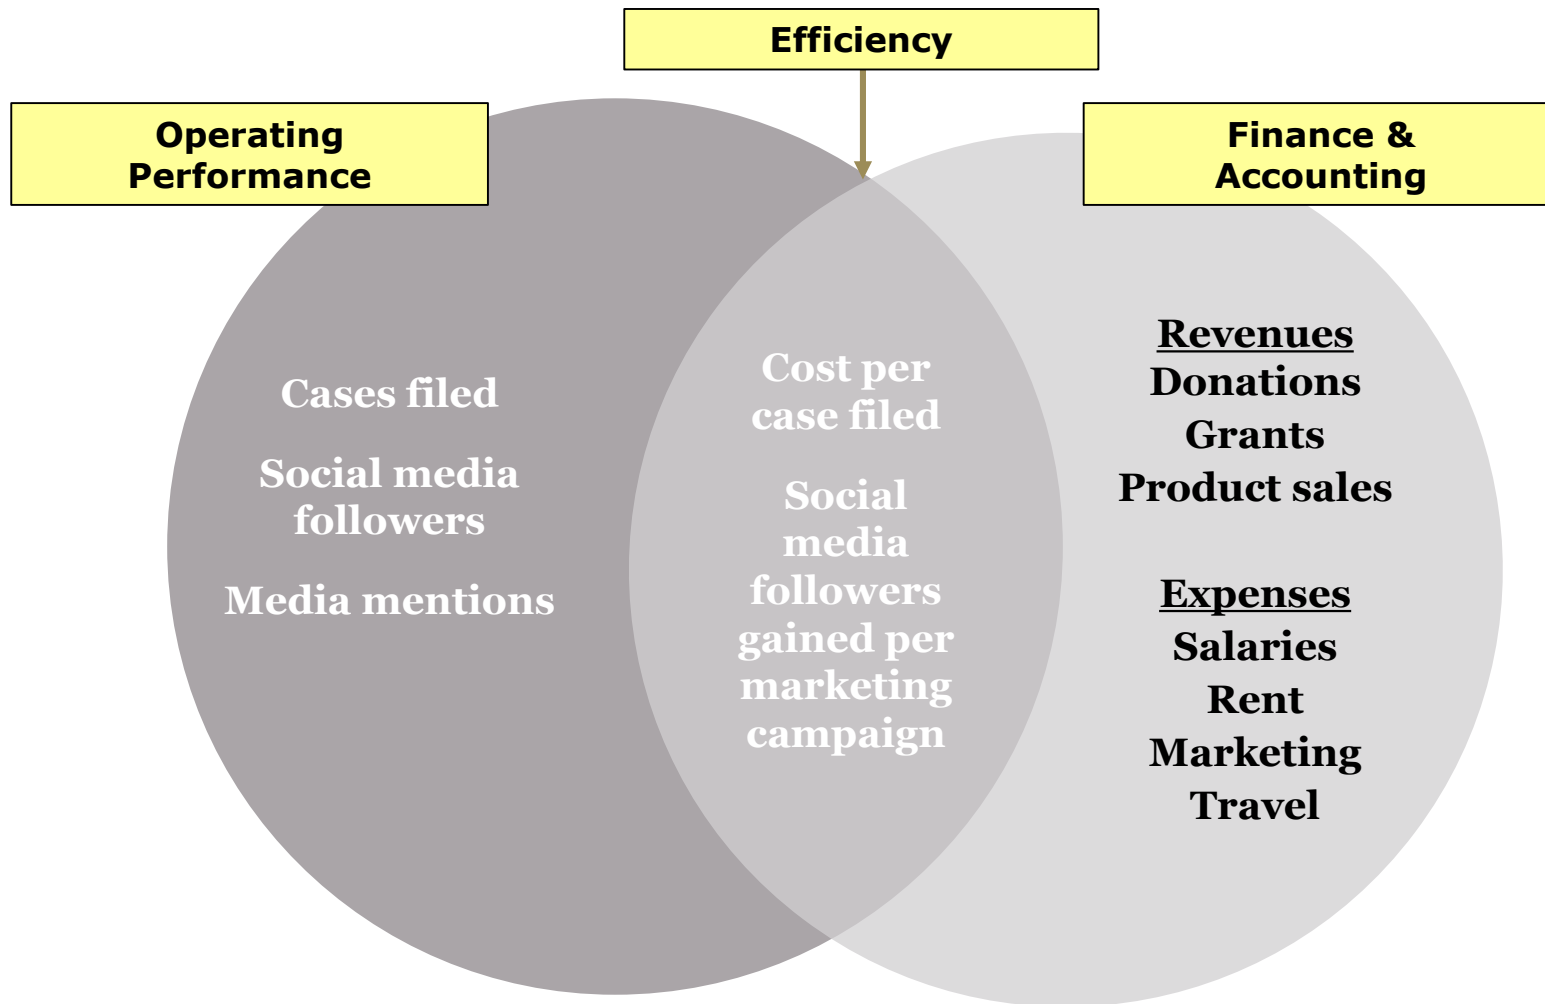 Efficiency
Operating
Performance
Finance &
Accounting
Cases filed
Social media
followers
Media mentions
Cost per
case filed
Social
media
followers
gained per
marketing
campaign
Revenues
Donations
Grants
Product sales
Expenses
Salaries
Rent
Marketing
Travel